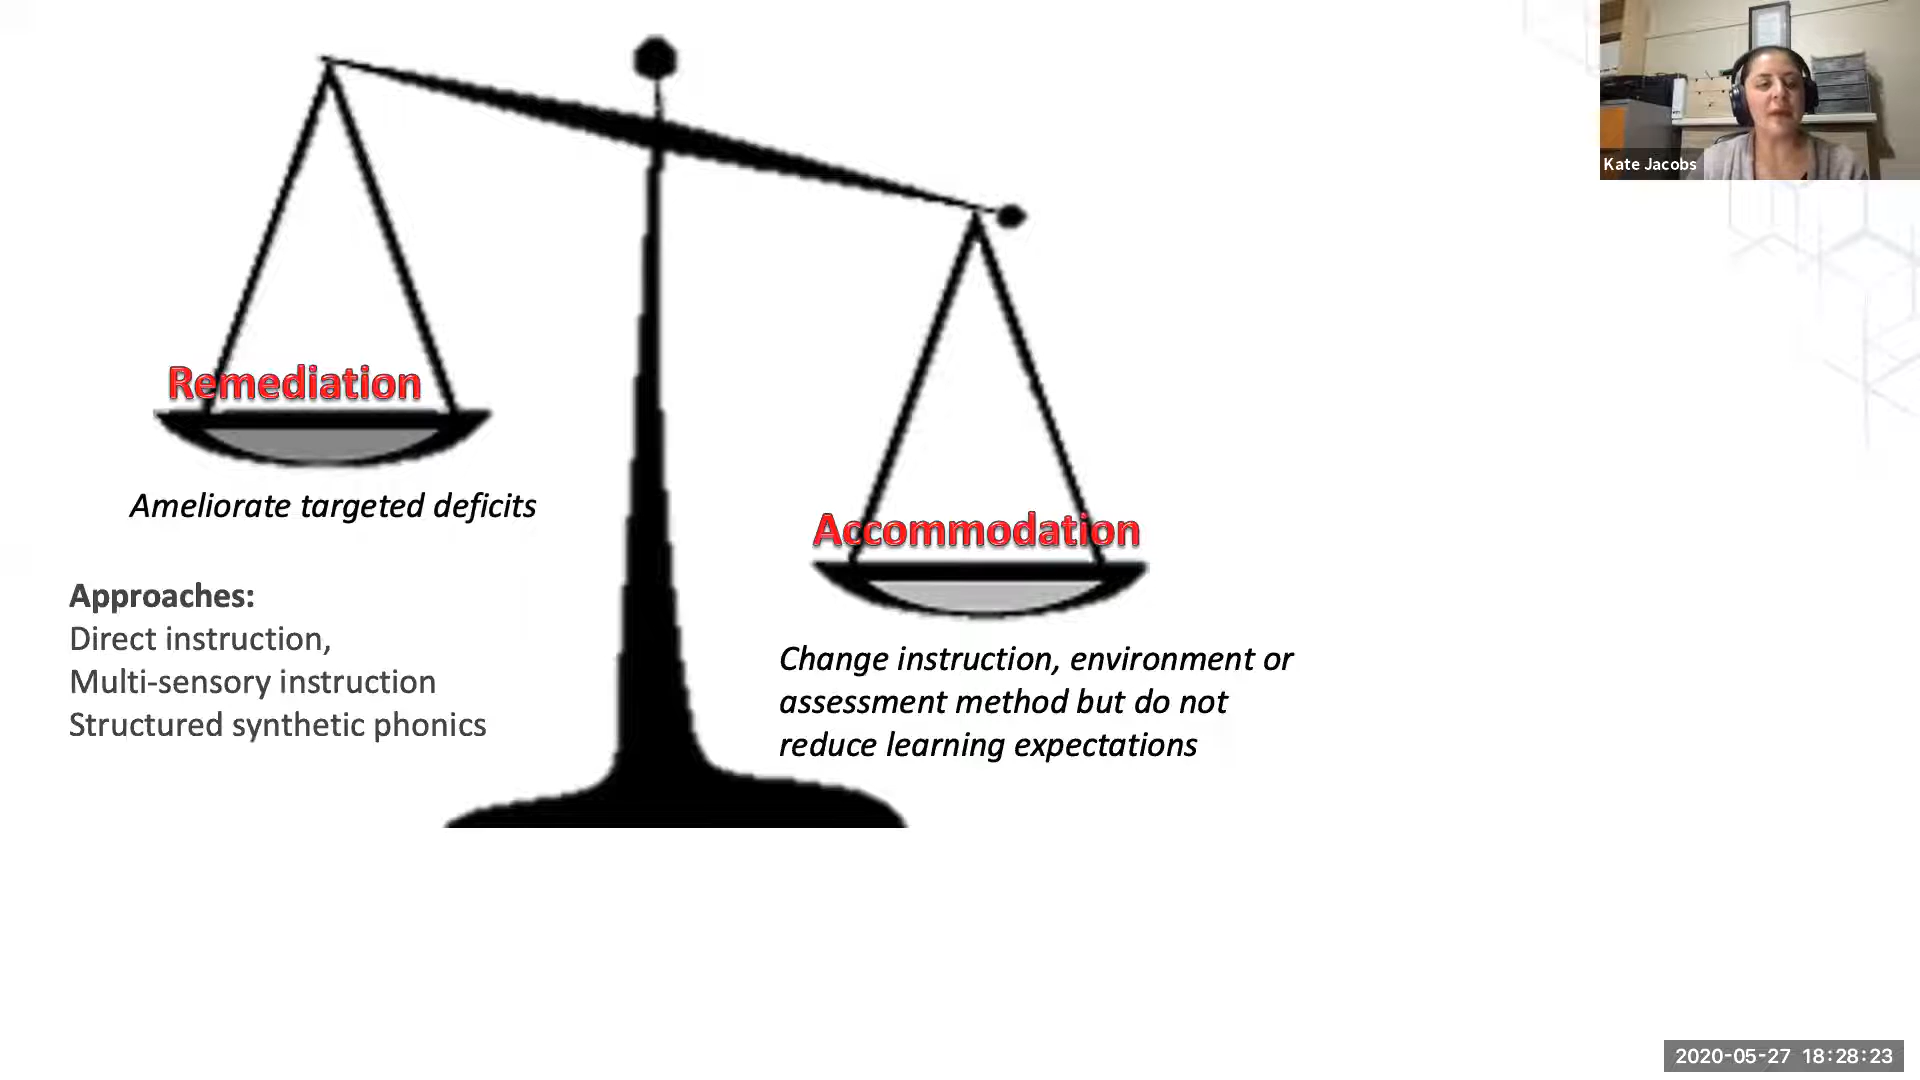 Kate Jacobs
Remediation
Ameliorate targeted deficits
Approaches:
Direct instruction,
Multi-sensory instruction
Structured synthetic phonics
Accommodation
Change instruction, environment or
assessment method but do not
reduce learning expectations
2020-05-27 18:28:23